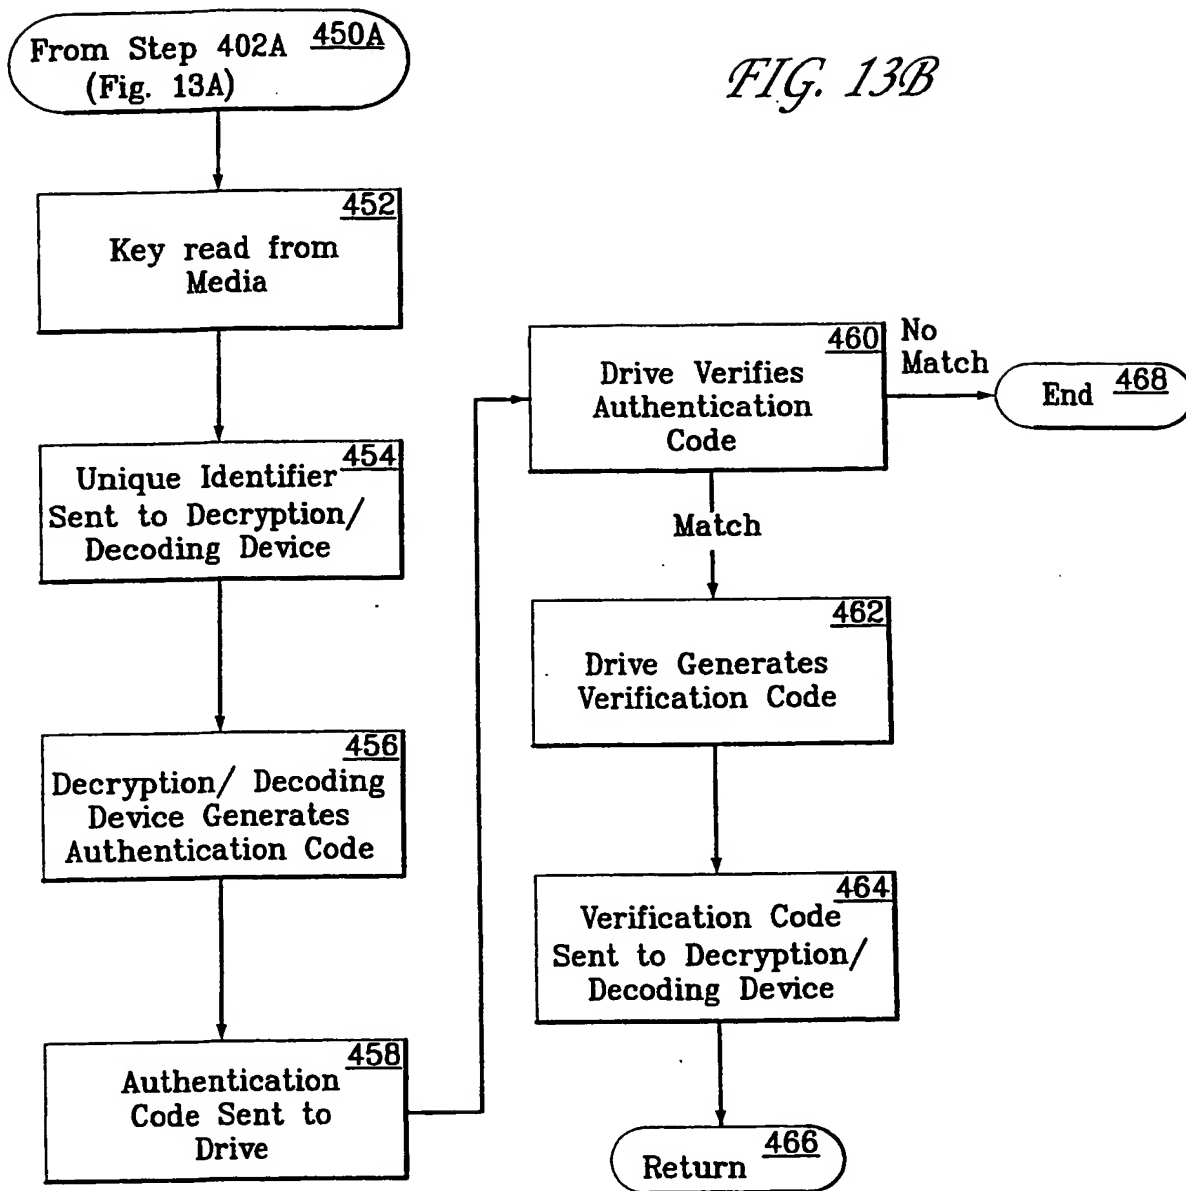 From Step 402A 450A
(Fig. 13A)
FIG. 13B
452
Key read from
Media
454
Unique Identifier
Sent to Decryption/
Decoding Device
456
Decryption/ Decoding
Device Generates
Authentication Code
458
Authentication
Code Sent to
Drive
460
Drive Verifies
Authentication
Code
No
Match
End 468
Match
462
Drive Generates
Verification Code
464
Verification Code
Sent to Decryption/
Decoding Device
Return 466